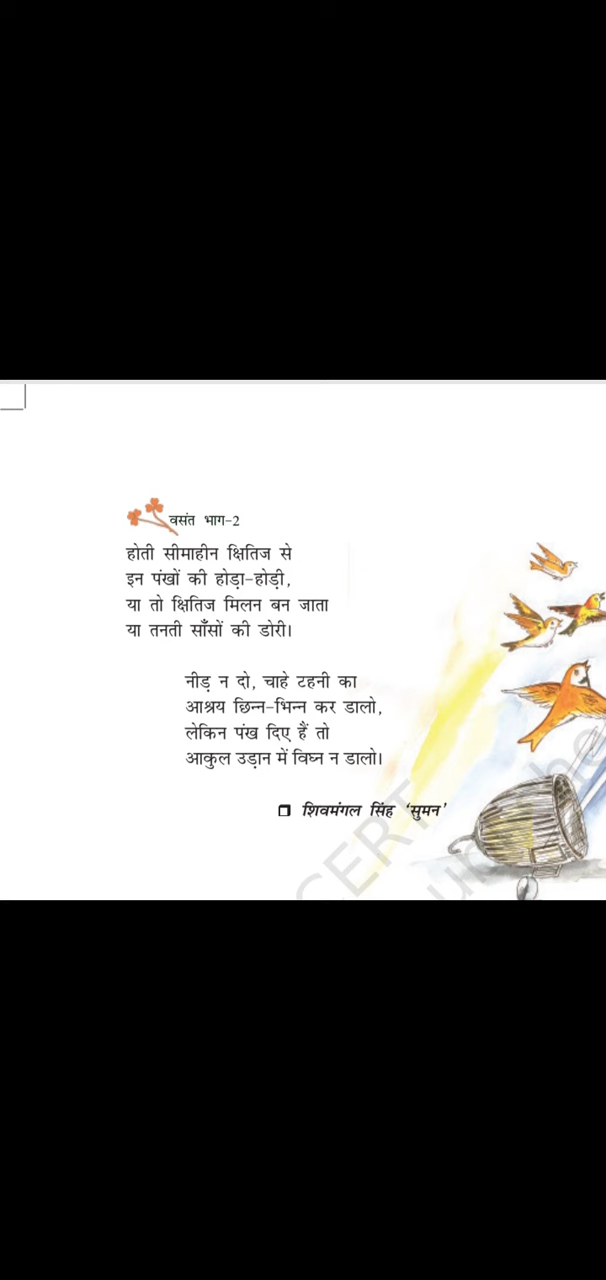 वसंत भाग-2
होती सीमाहीन क्षितिज से
इन पंखों की होड़ा-होड़ी,
या तो क्षितिज मिलन बन जाता
या तनती साँसों की डोरी।
नीड़ न दो, चाहे टहनी का
आश्रय छिन्न-भिन्न कर डालो,
लेकिन पंख दिए हैं तो
आकुल उड़ान में विघ्न न डालो।
❒ शिवमंगल सिंह ‘सुमन’